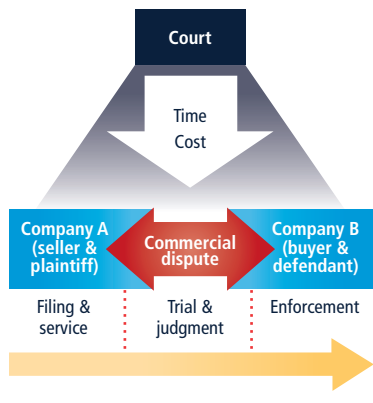 Court
Time
Cost
Company A
(seller &
plaintiff)
Commercial
dispute
Company B
(buyer &
defendant)
Filing &
service
Trial &
judgment
Enforcement